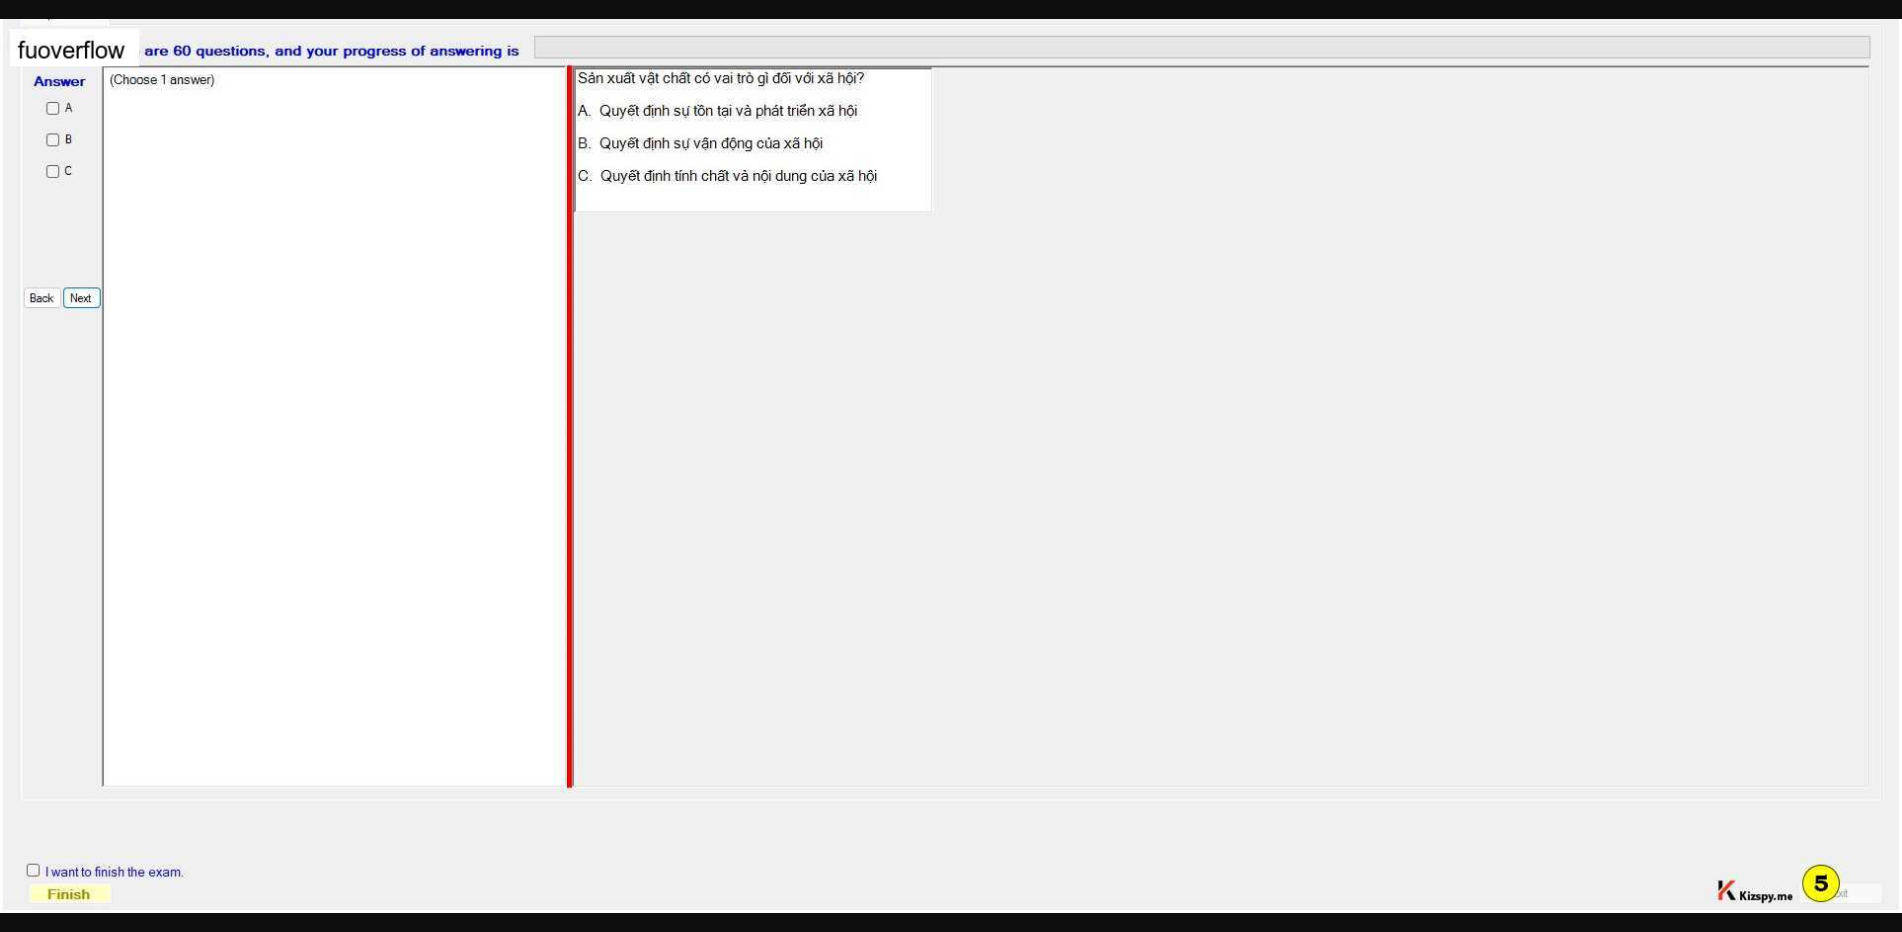 fuoverflow are 60 questions, and your progress of answering is
Answer
(Choose 1 answer)
A
B
C
Back Next
Sản xuất vật chất có vai trò gì đối với xã hội?
A. Quyết định sự tồn tại và phát triển xã hội
B. Quyết định sự vận động của xã hội
C. Quyết định tính chất và nội dung của xã hội
I want to finish the exam.
Finish
Kizspy.me
5